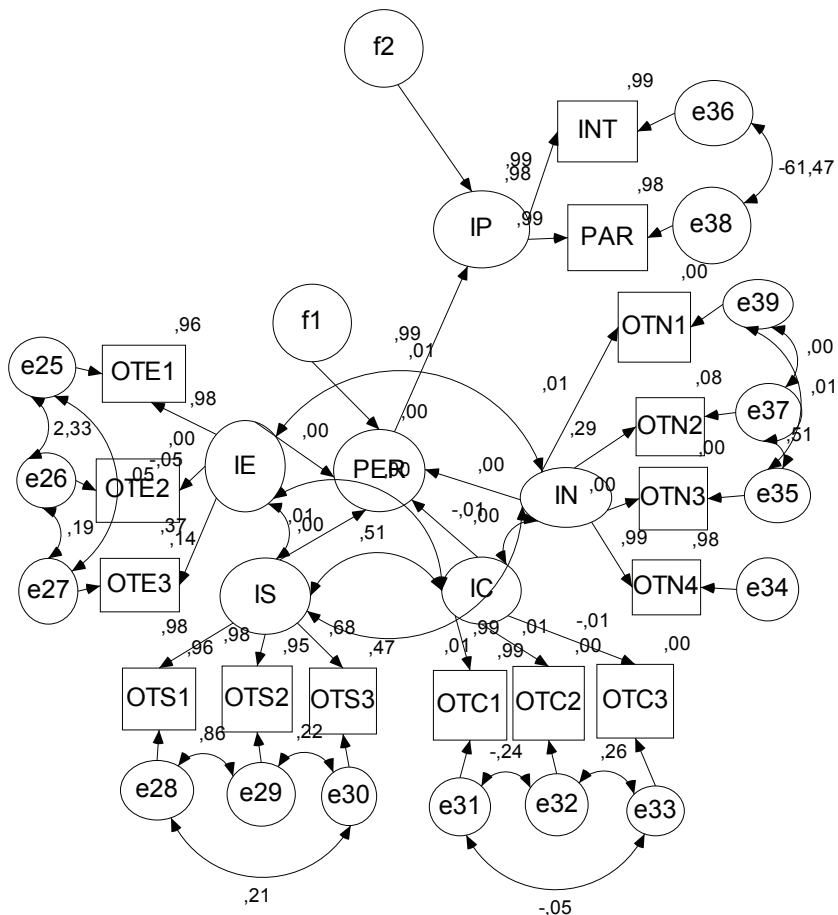 f2
,99
INT
e36
,99
,98
-61,47
,98
IP
,99
PAR
e38
,00
f1
OTN1
e39
,96
,99
,01
,00
OTE1
e25
,98
,01
,08
,01
,00
2,33
,00
,29
OTN2
e37
,51
-,05
IE
,00
PER
,00
,00
e26
,05
OTE2
,00
IN
,00
OTN3
e35
,19
,37
,14
,01
,00
,51
-,01
,00
,99
,98
e27
OTE3
IS
IC
OTN4
e34
,98
,96
,98
,95
,68
,47
,01
,99
,99
,01
,00
-,01
,00
OTS1
OTS2
OTS3
OTC1
OTC2
OTC3
,86
,22
-,24
,26
e28
e29
e30
e31
e32
e33
,21
-,05